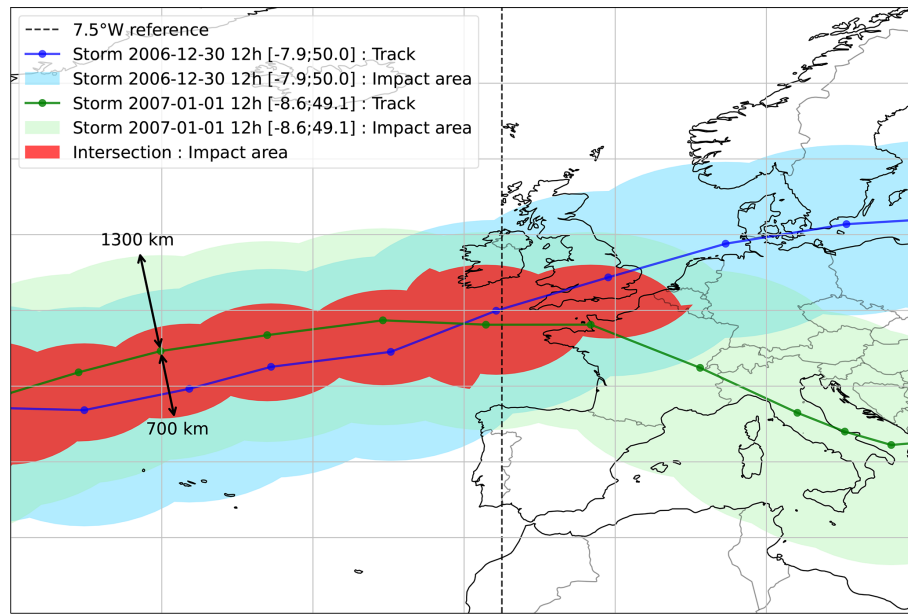 7.5°W reference
Storm 2006-12-30 12h [-7.9;50.0] : Track
Storm 2006-12-30 12h [-7.9;50.0] : Impact area
Storm 2007-01-01 12h [-8.6;49.1] : Track
Storm 2007-01-01 12h [-8.6;49.1] : Impact area
Intersection : Impact area
1300 km
700 km